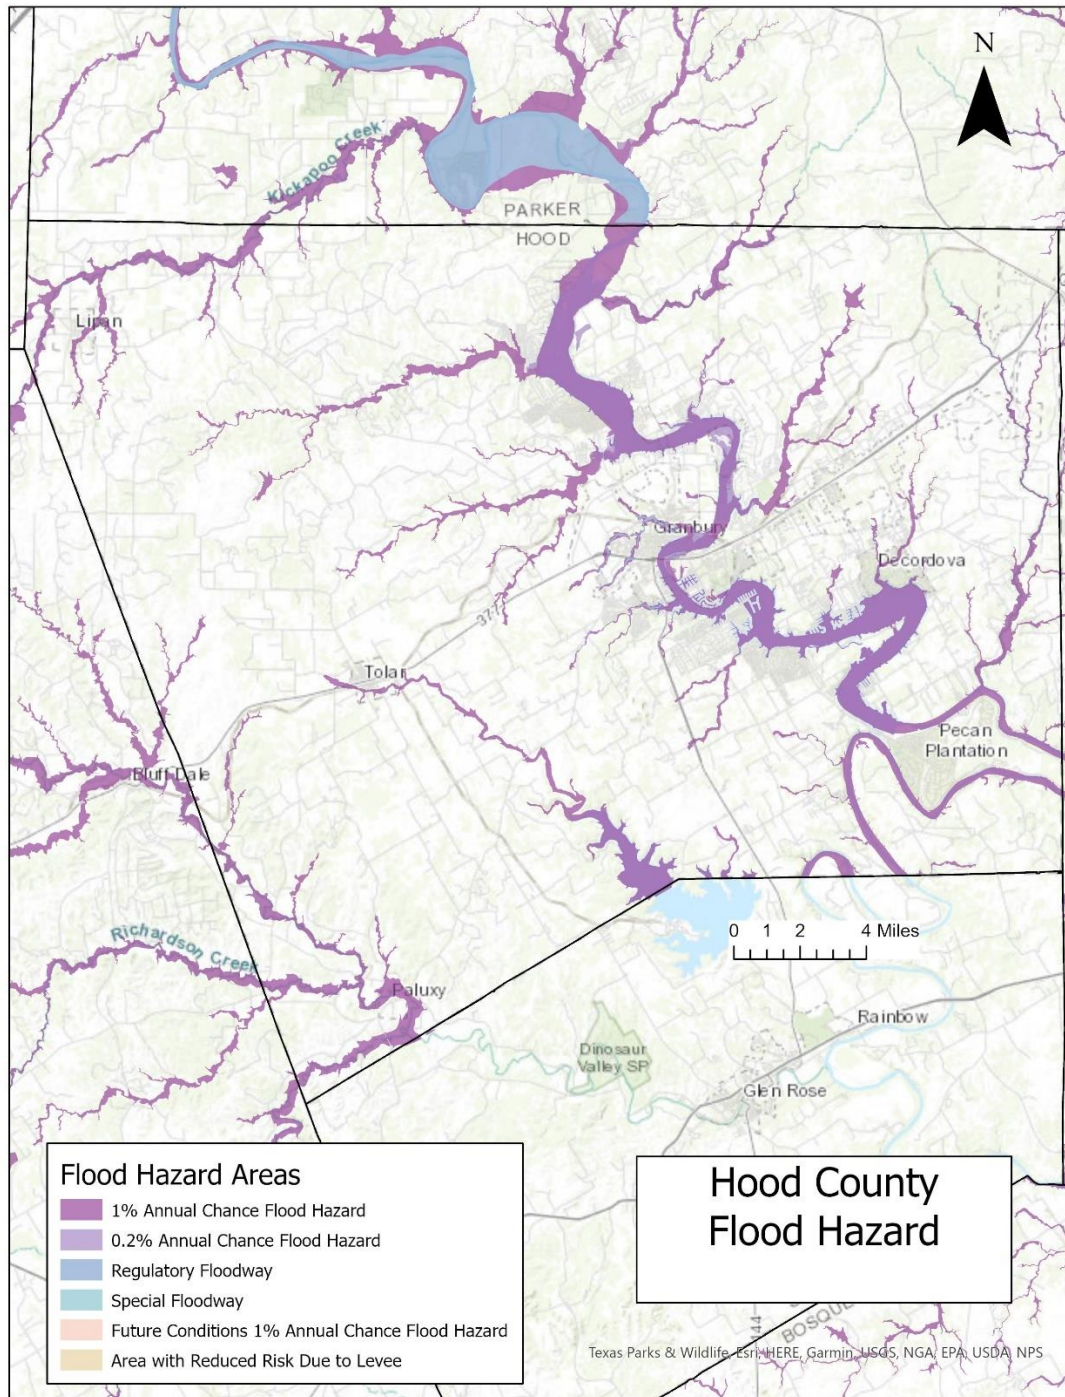 N
Kickapoo Creek
PARKER
HOOD
Lipan
Granbury
Decordova
377
Tolar
Pecan
Plantation
Bluff Dale
0 1 2 4 Miles
Richardson Creek
Paluxy
Rainbow
Dinosaur
Valley SP
Glen Rose
Flood Hazard Areas
1% Annual Chance Flood Hazard
0.2% Annual Chance Flood Hazard
Regulatory Floodway
Special Floodway
Future Conditions 1% Annual Chance Flood Hazard
Area with Reduced Risk Due to Levee
Hood County
Flood Hazard
144
Texas Parks & Wildlife, Esri, HERE, Garmin, USGS, NGA, EPA, USDA, NPS